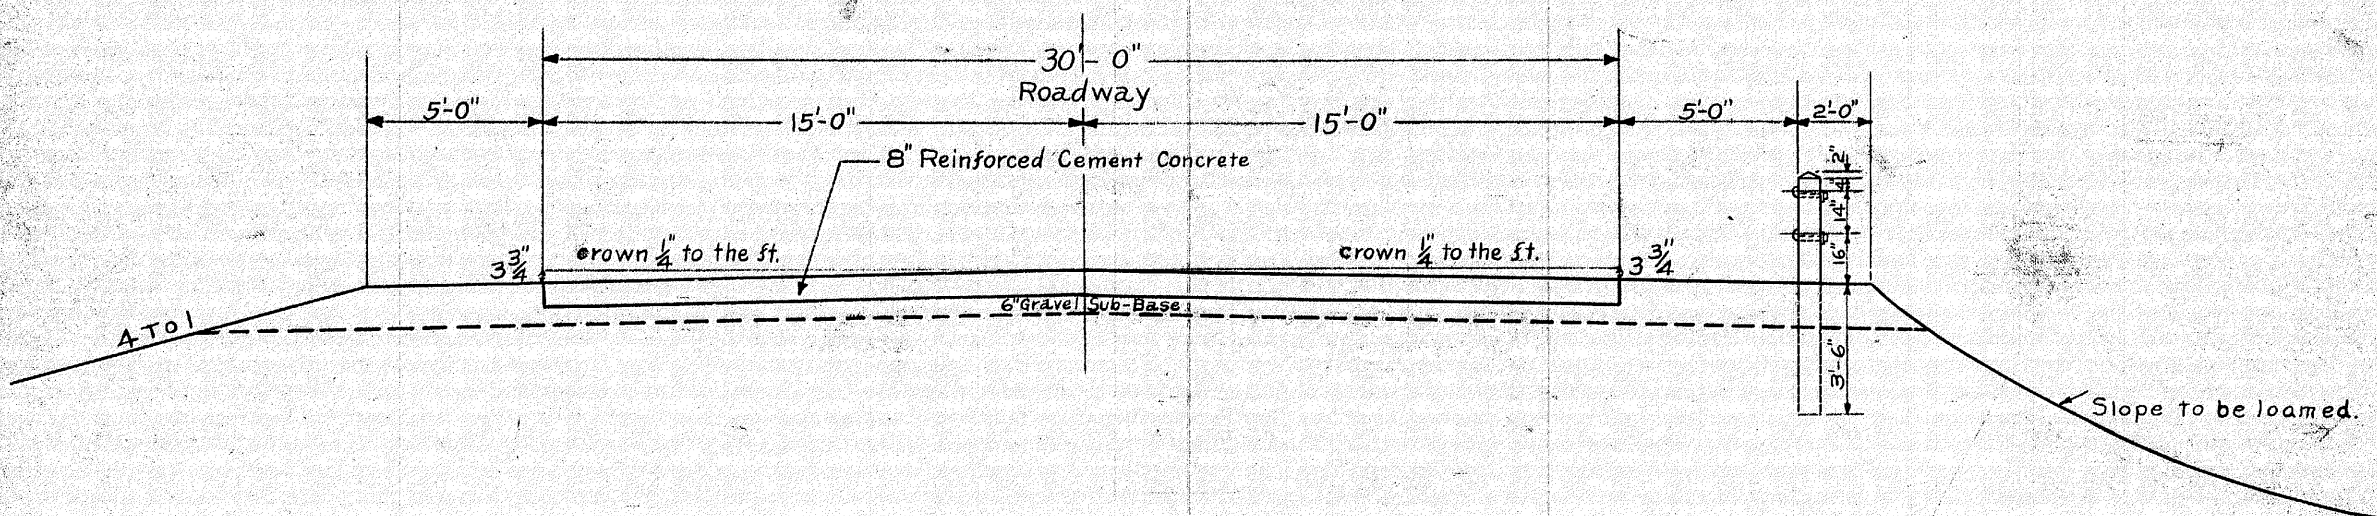 30'-0"
Roadway
5'-0"
15'-0"
15'-0"
5'-0"
2'-0"
8" Reinforced Cement Concrete
2"
4"
14"
16"
3'-6"
3 3/4"
crown 1/4" to the ft.
crown 1/4" to the ft.
3 3/4"
6" Gravel Sub-Base
4 TO 1
Slope to be loamed.